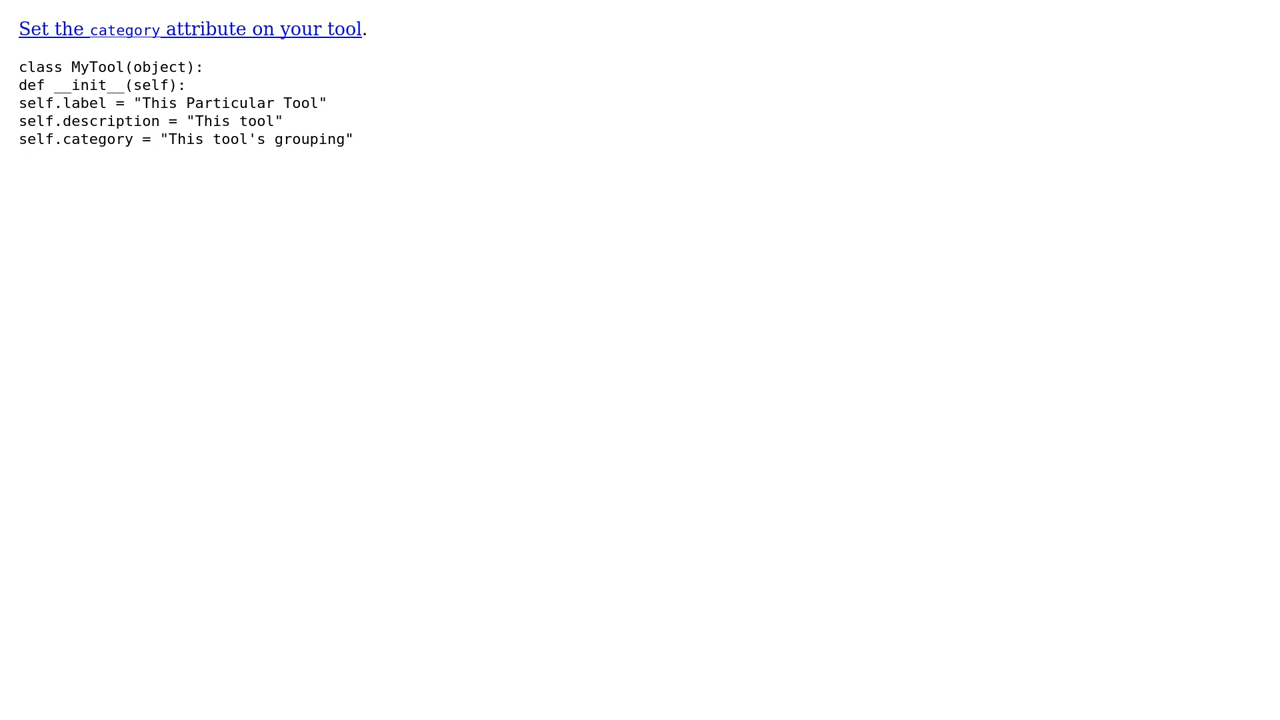 Set the category attribute on your tool.
class MyTool(object):
def __init__(self):
self.label = "This Particular Tool"
self.description = "This tool"
self.category = "This tool's grouping"